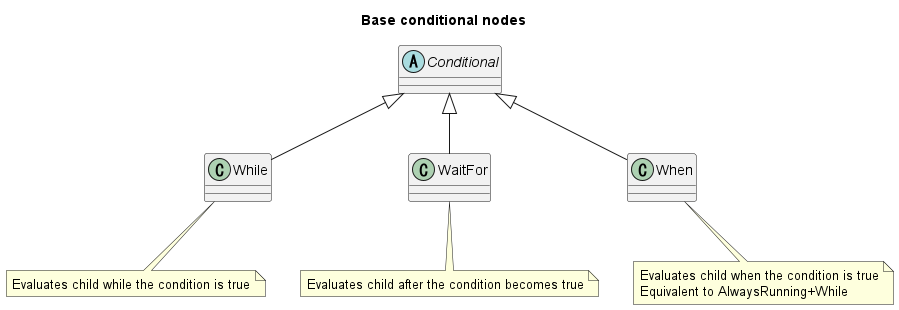 Base conditional nodes
A Conditional
C While
C WaitFor
C When
Evaluates child while the condition is true
Evaluates child after the condition becomes true
Evaluates child when the condition is true
Equivalent to AlwaysRunning+While